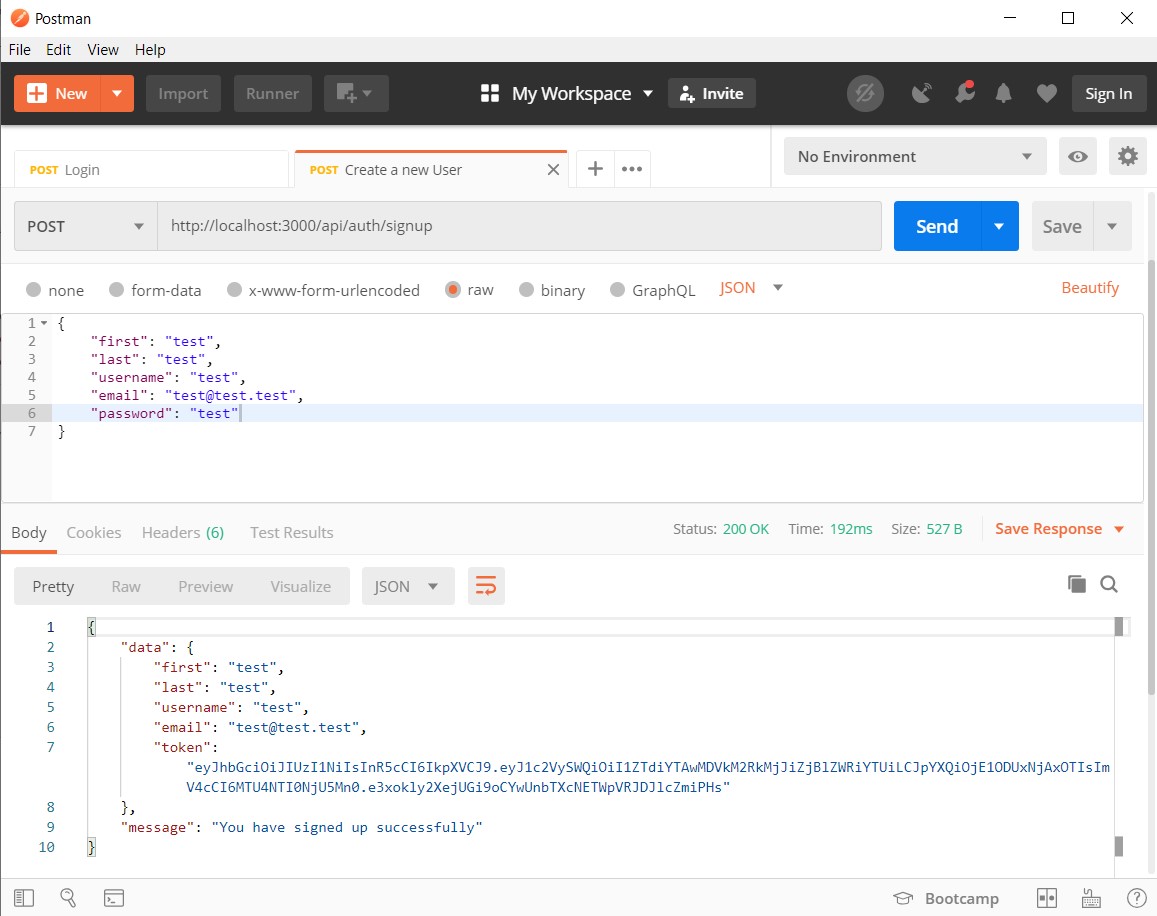 Postman
File Edit View Help
New Import Runner My Workspace Invite Sign In
POST Login POST Create a new User No Environment
POST http://localhost:3000/api/auth/signup Send Save
none form-data x-www-form-urlencoded raw binary GraphQL JSON Beautify
1 {
2 "first": "test",
3 "last": "test",
4 "username": "test",
5 "email": "test@test.test",
6 "password": "test"
7 }
Body Cookies Headers (6) Test Results Status: 200 OK Time: 192ms Size: 527 B Save Response
Pretty Raw Preview Visualize JSON
1 {
2 "data": {
3 "first": "test",
4 "last": "test",
5 "username": "test",
6 "email": "test@test.test",
7 "token":
"eyJhbGciOiJIUzI1NiIsInR5cCI6IkpXVCJ9.eyJ1c2VySWQiOiI1ZTdiYTAwMDVkM2RkMjJiZjBlZWRiYTUiLCJpYXQiOjE1ODUxNjAxOTIsIm
V4cCI6MTU4NTI0NjU5Mn0.e3xokly2XejUGi9oCYwUnbTXcNETWpVRJDJlcZmiPHs"
8 },
9 "message": "You have signed up successfully"
10 }
Bootcamp